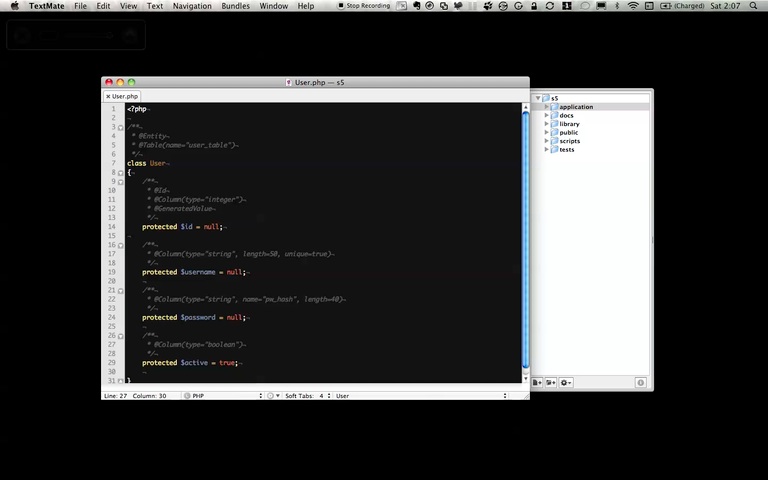 TextMate File Edit View Text Navigation Bundles Window Help Stop Recording (Charged) Sat 2:07
User.php — s5
User.php
1 <?php
2
3 /**
4 * @Entity
5 * @Table(name="user_table")
6 */
7 class User
8 {
9 /**
10 * @Id
11 * @Column(type="integer")
12 * @GeneratedValue
13 */
14 protected $id = null;
15
16 /**
17 * @Column(type="string", length=50, unique=true)
18 */
19 protected $username = null;
20
21 /**
22 * @Column(type="string", name="pw_hash", length=40)
23 */
24 protected $password = null;
25
26 /**
27 * @Column(type="boolean")
28 */
29 protected $active = true;
30
31 }
Line: 27 Column: 30 PHP Soft Tabs: 4 User
s5
application
docs
library
public
scripts
tests